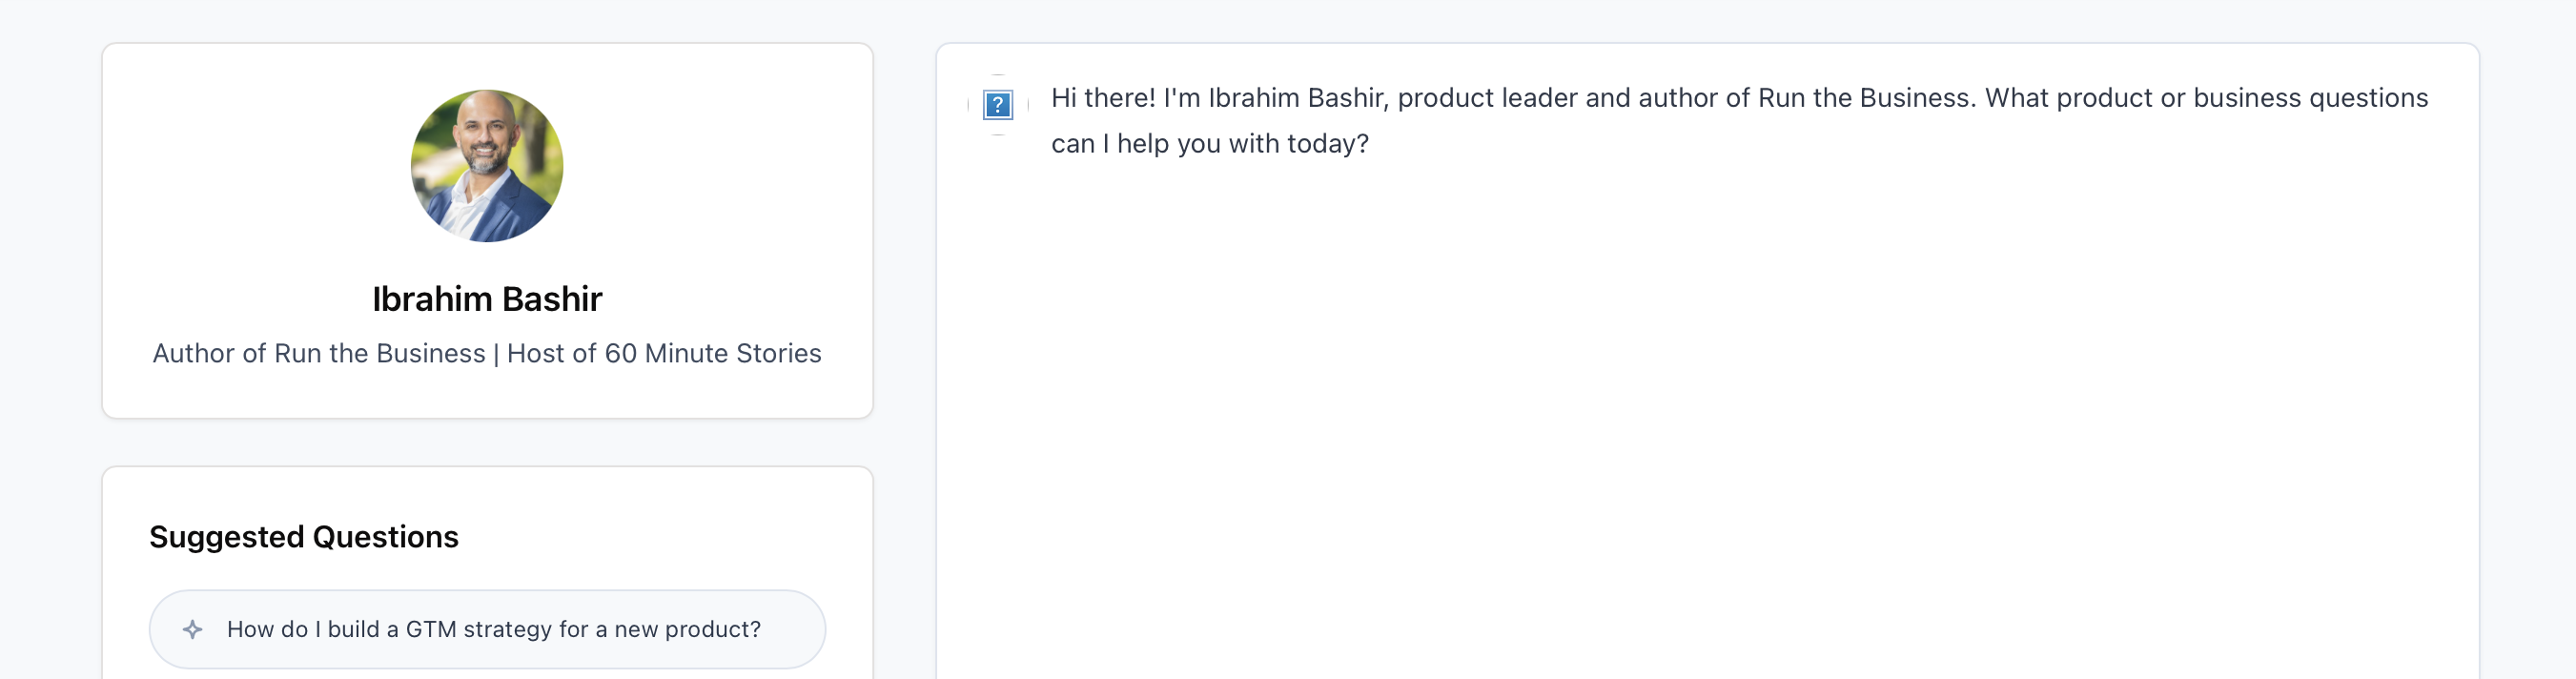 Ibrahim Bashir
Author of Run the Business | Host of 60 Minute Stories
Suggested Questions
How do I build a GTM strategy for a new product?
?
Hi there! I'm Ibrahim Bashir, product leader and author of Run the Business. What product or business questions
can I help you with today?